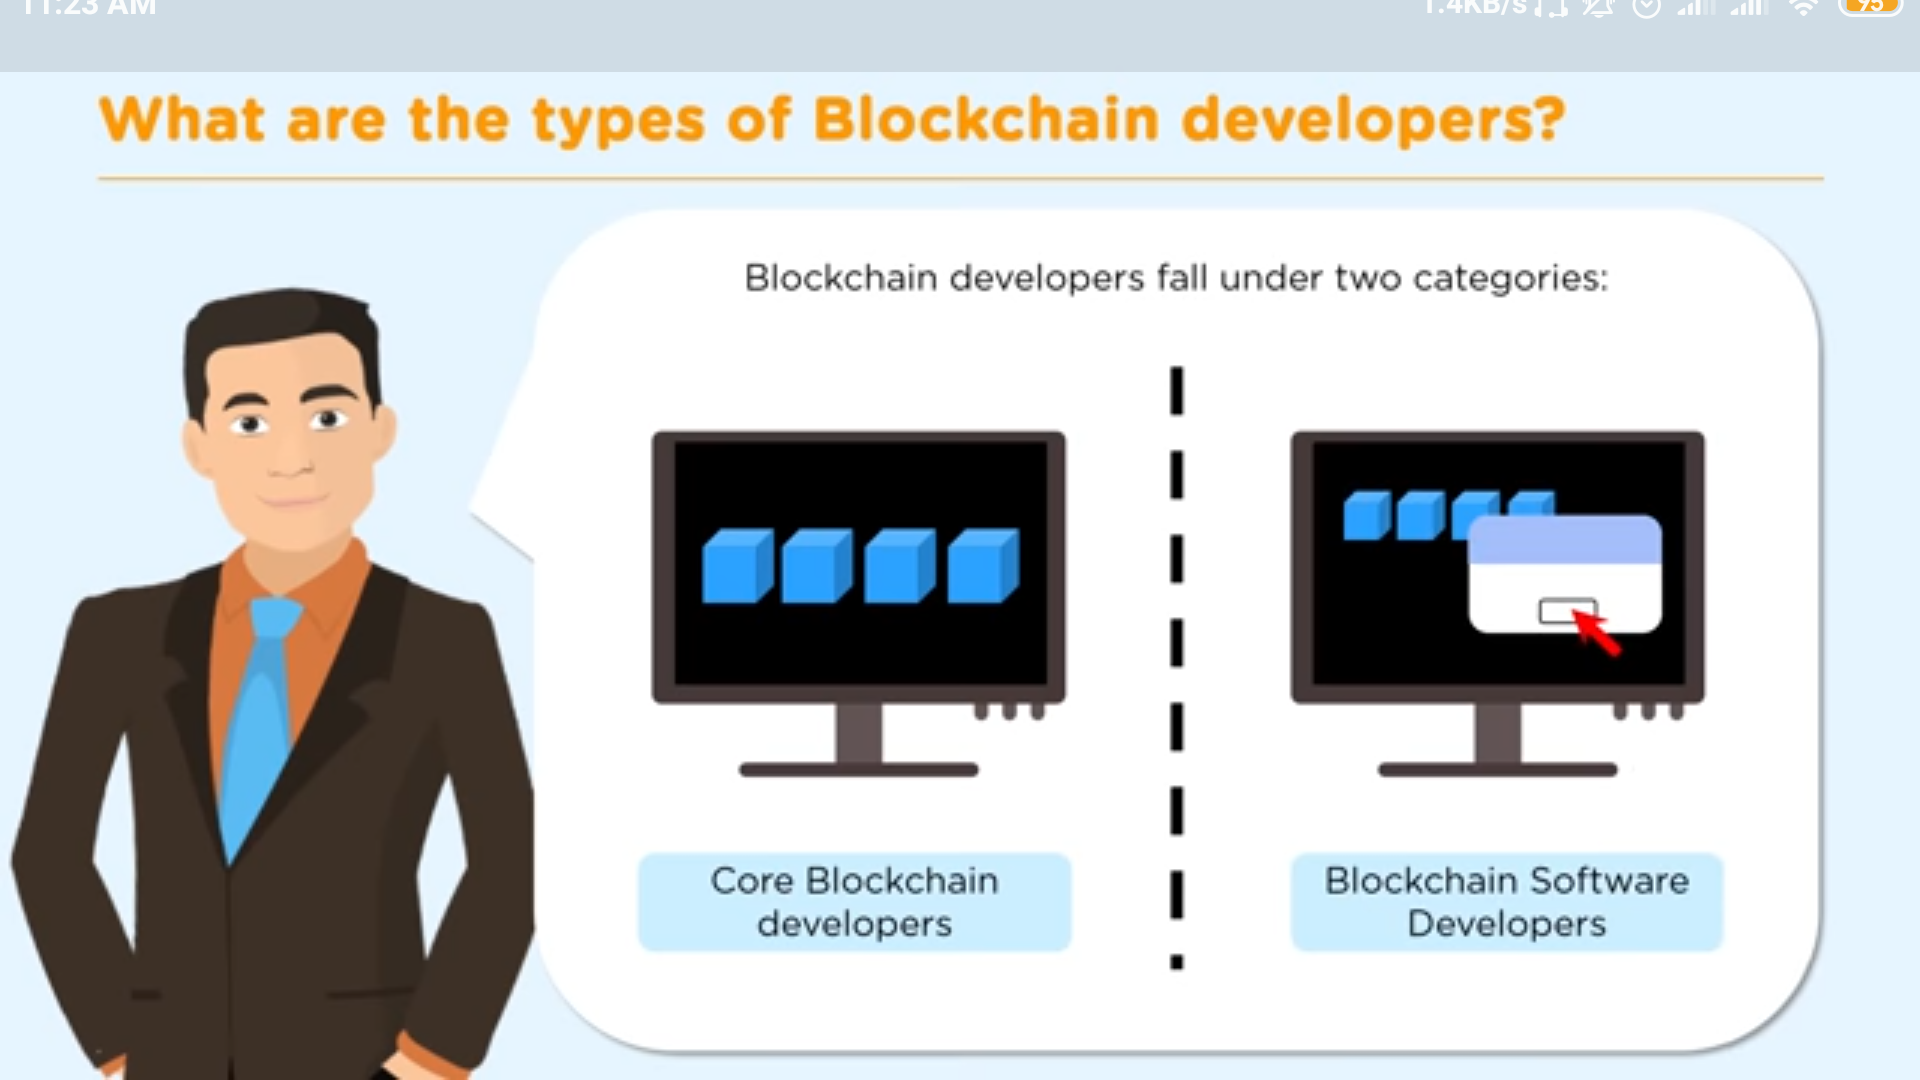 11:23 AM
1.4KB/s
95
What are the types of Blockchain developers?
Blockchain developers fall under two categories:
Core Blockchain
developers
Blockchain Software
Developers